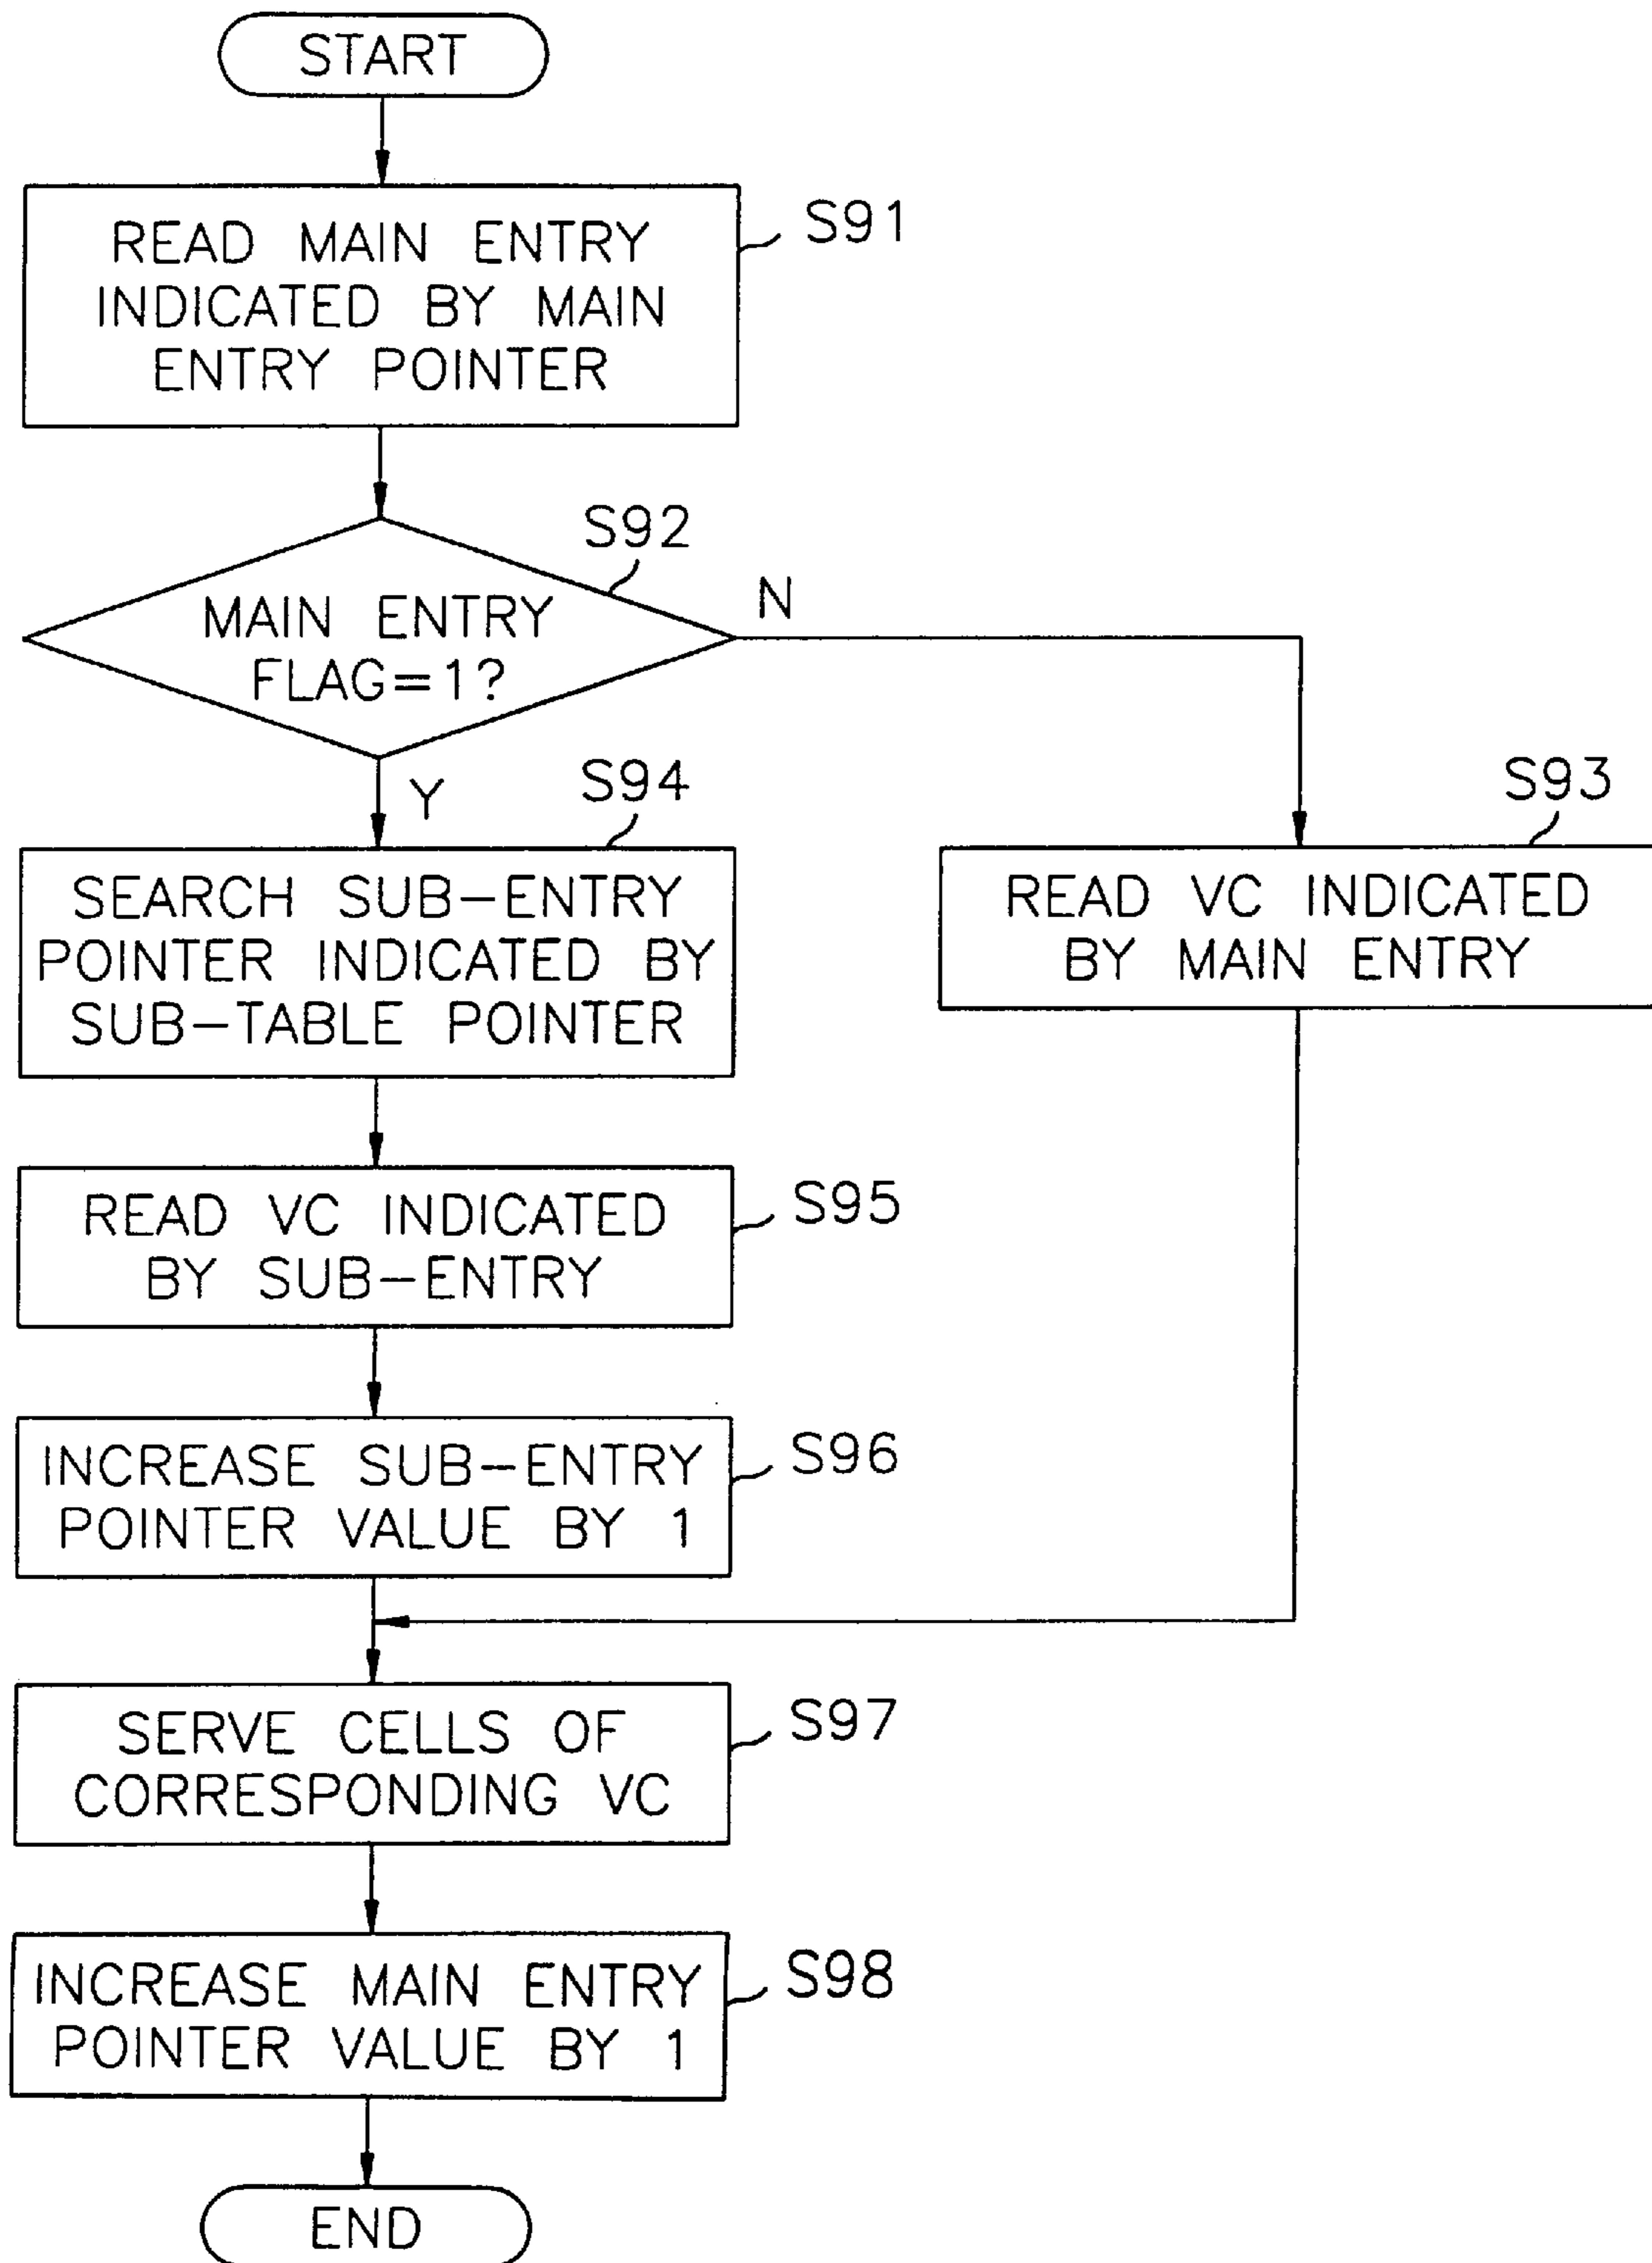 START
READ MAIN ENTRY
INDICATED BY MAIN
ENTRY POINTER
S91
S92
MAIN ENTRY
FLAG=1?
N
Y
S94
SEARCH SUB-ENTRY
POINTER INDICATED BY
SUB-TABLE POINTER
S93
READ VC INDICATED
BY MAIN ENTRY
READ VC INDICATED
BY SUB-ENTRY
S95
INCREASE SUB-ENTRY
POINTER VALUE BY 1
S96
SERVE CELLS OF
CORRESPONDING VC
S97
INCREASE MAIN ENTRY
POINTER VALUE BY 1
S98
END